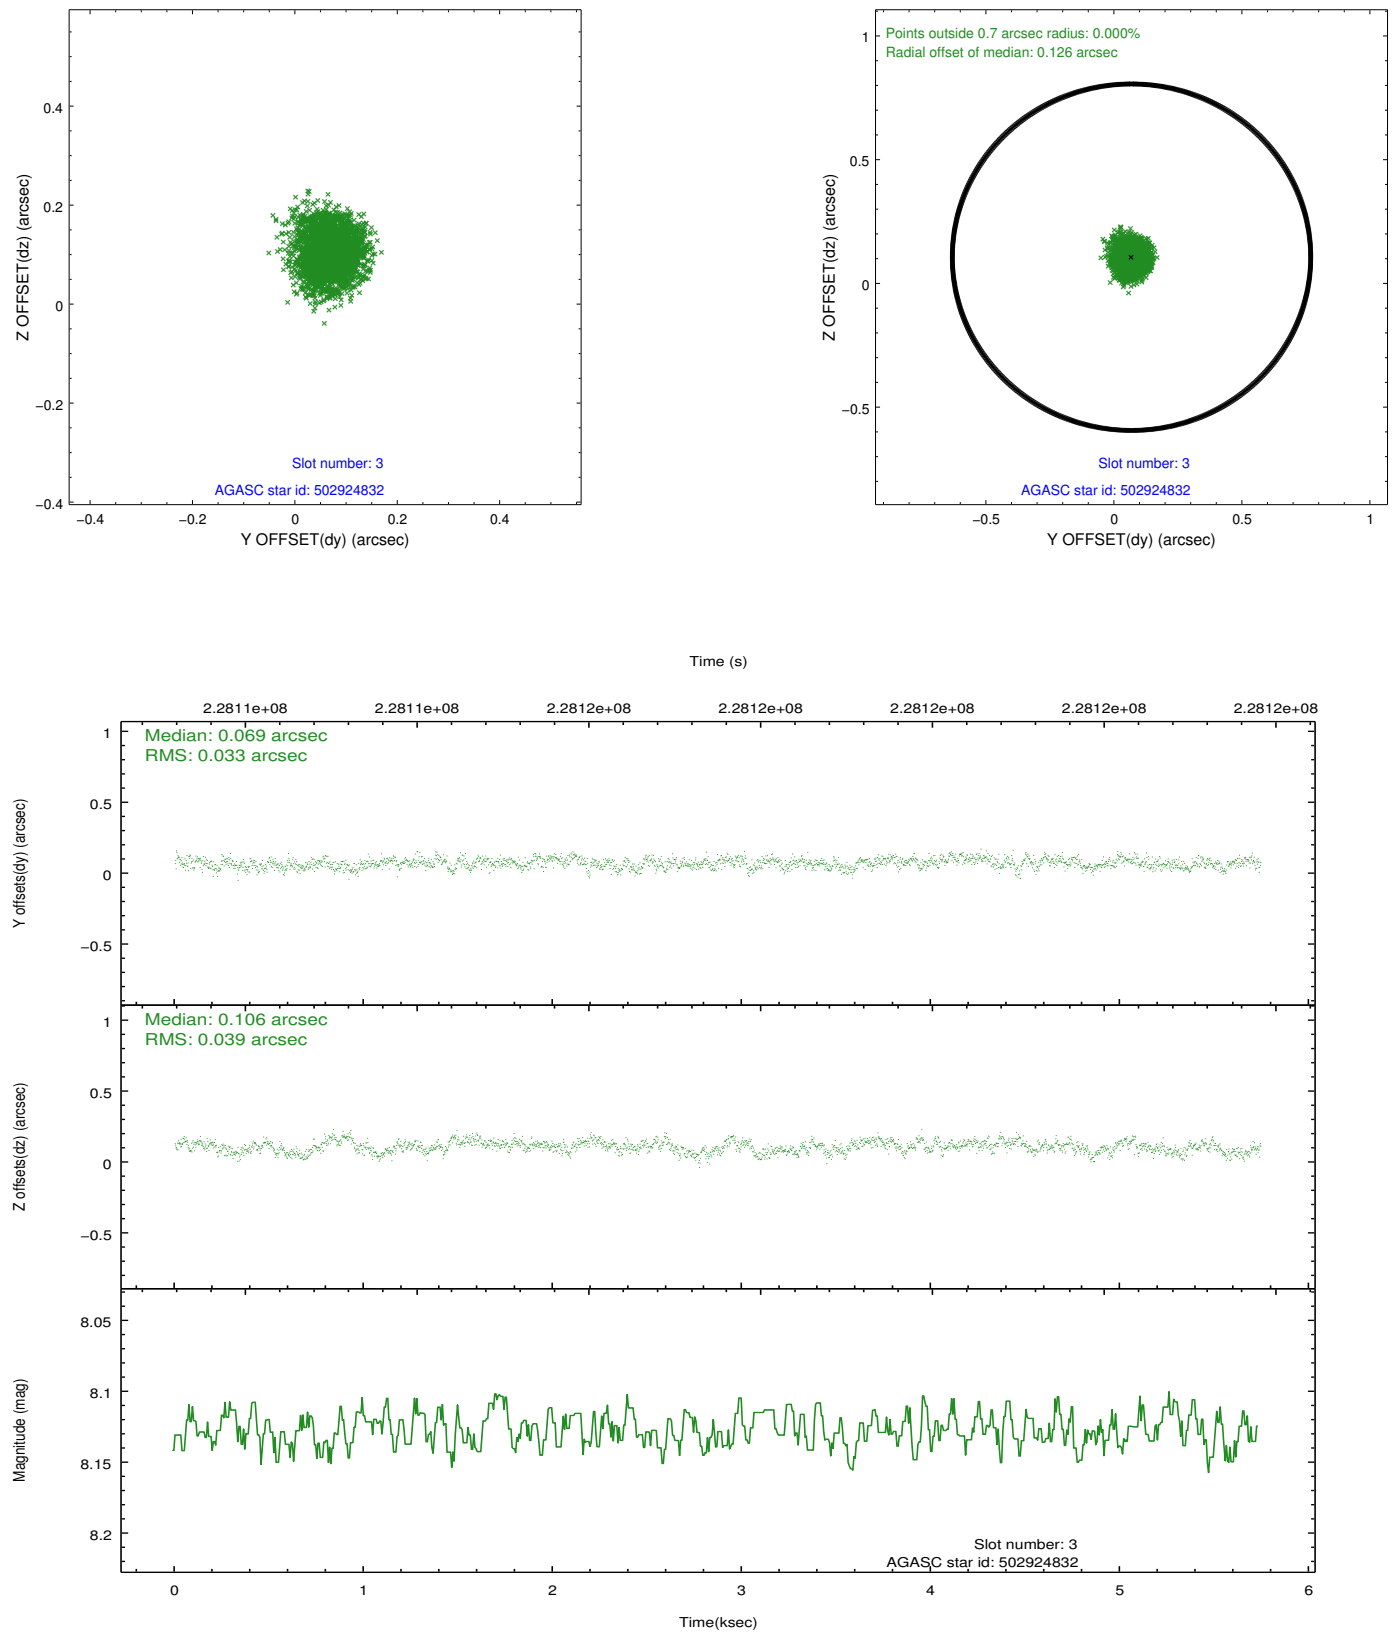 0.4
0.2
0
−0.2
−0.4
Z OFFSET(dz) (arcsec)
Slot number: 3
AGASC star id: 502924832
−0.4 −0.2 0 0.2 0.4
Y OFFSET(dy) (arcsec)
Points outside 0.7 arcsec radius: 0.000%
Radial offset of median: 0.126 arcsec
1
0.5
0
−0.5
Z OFFSET(dz) (arcsec)
Slot number: 3
AGASC star id: 502924832
−0.5 0 0.5 1
Y OFFSET(dy) (arcsec)
Time (s)
2.2811e+08 2.2811e+08 2.2812e+08 2.2812e+08 2.2812e+08 2.2812e+08 2.2812e+08
Median: 0.069 arcsec
RMS: 0.033 arcsec
1
0.5
0
−0.5
Y offsets(dy) (arcsec)
Median: 0.106 arcsec
RMS: 0.039 arcsec
1
0.5
0
−0.5
Z offsets(dz) (arcsec)
8.05
8.1
8.15
8.2
Magnitude (mag)
Slot number: 3
AGASC star id: 502924832
0 1 2 3 4 5 6
Time(ksec)